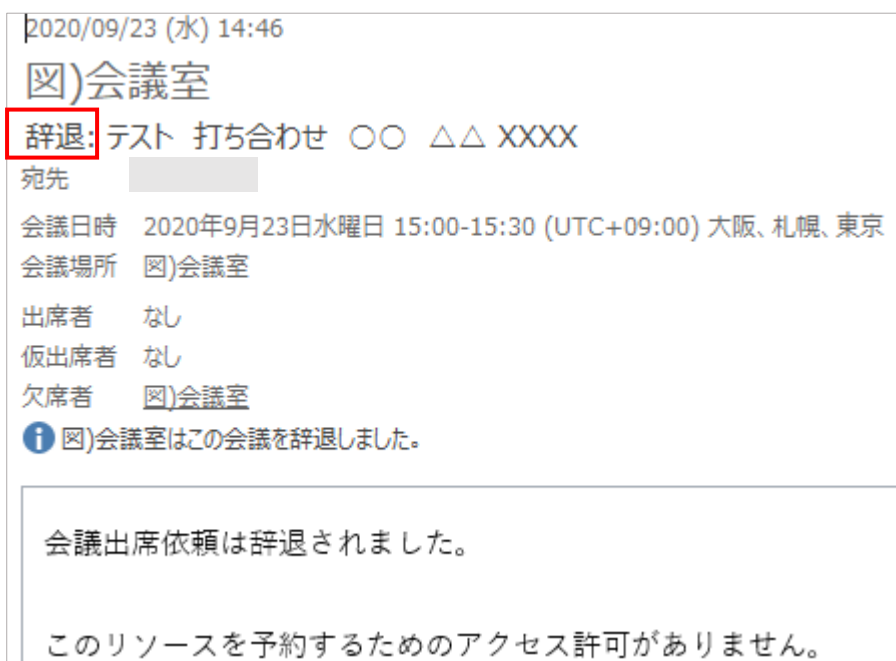 2020/09/23 (水) 14:46
図)会議室
辞退: テスト 打ち合わせ ○○ △△ XXXX
宛先
会議日時 2020年9月23日水曜日 15:00-15:30 (UTC+09:00) 大阪、札幌、東京
会議場所 図)会議室
出席者 なし
仮出席者 なし
欠席者 図)会議室
図)会議室はこの会議を辞退しました。
会議出席依頼は辞退されました。
このリソースを予約するためのアクセス許可がありません。